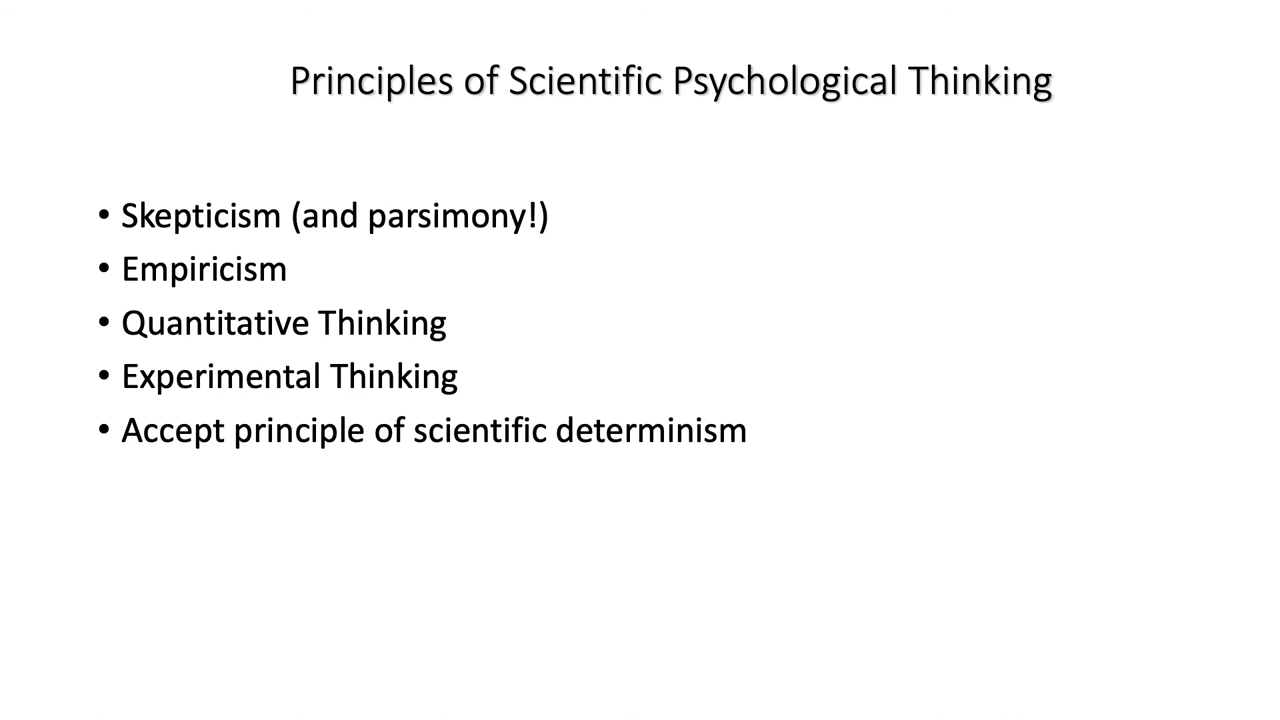 Principles of Scientific Psychological Thinking
• Skepticism (and parsimony!)
• Empiricism
• Quantitative Thinking
• Experimental Thinking
• Accept principle of scientific determinism